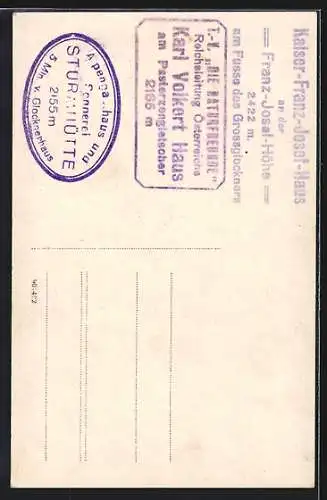 Kaiser-Franz-Josef-Haus
an der
Franz-Josef-Höhe
2422 m.
am Fusse des Grossglockners
T.-V. „DIE NATURFREUNDE"
Reichsleitung Österreichs
Karl Volkert Haus
am Pasterzengletscher
2165 m
Alpengasthaus und
Sennerei
STURMHÜTTE
2155 m
5 Min. v. Glocknerhaus